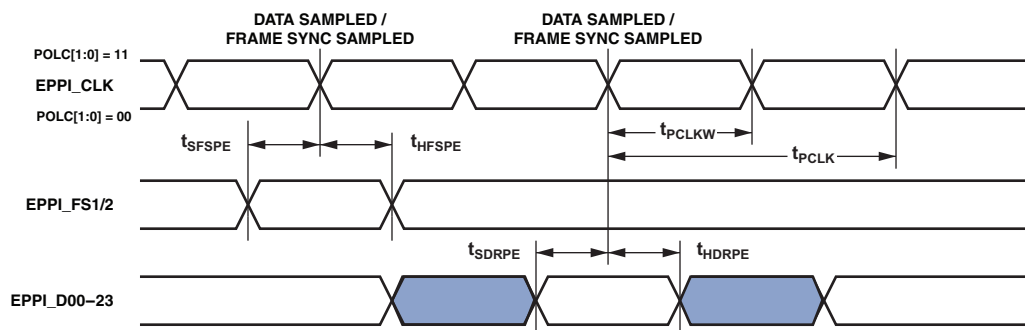 DATA SAMPLED /
FRAME SYNC SAMPLED
DATA SAMPLED /
FRAME SYNC SAMPLED
POLC[1:0] = 11
EPPI_CLK
POLC[1:0] = 00
tSFSPE
tHFSPE
tPCLKW
tPCLK
EPPI_FS1/2
tSDRPE
tHDRPE
EPPI_D00–23